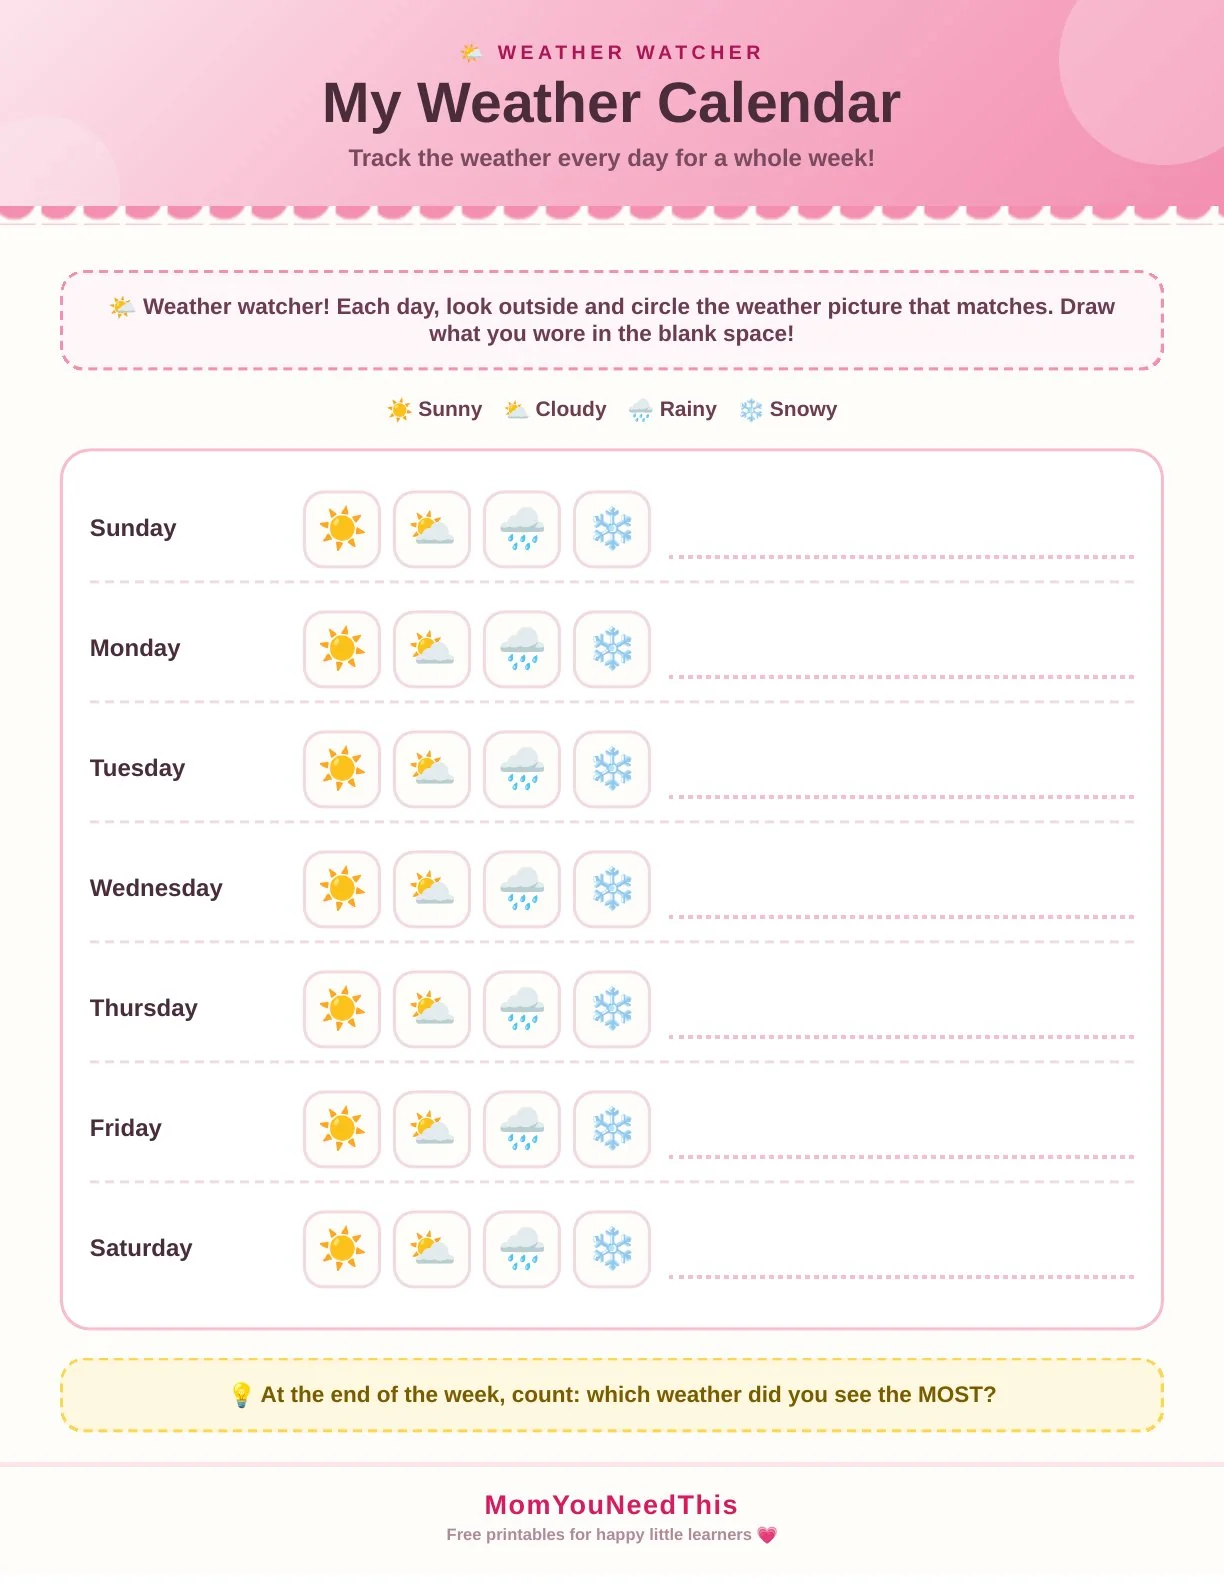 WEATHER WATCHER
My Weather Calendar
Track the weather every day for a whole week!
Weather watcher! Each day, look outside and circle the weather picture that matches. Draw
what you wore in the blank space!
Sunny Cloudy Rainy Snowy
Sunday
Monday
Tuesday
Wednesday
Thursday
Friday
Saturday
At the end of the week, count: which weather did you see the MOST?
MomYouNeedThis
Free printables for happy little learners